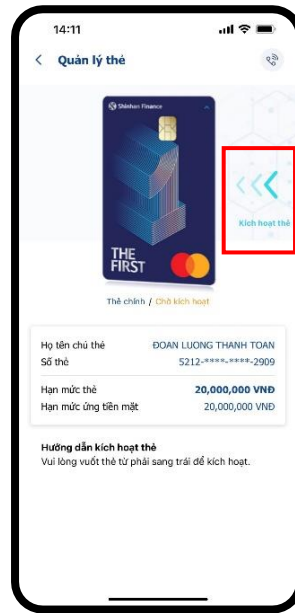 14:11
Quản lý thẻ
Shinhan Finance
Kích hoạt thẻ
THE
FIRST
Thẻ chính / Chờ kích hoạt
Họ tên chủ thẻ ĐOAN LUONG THANH TOAN
Số thẻ 5212-****-****-2909
Hạn mức thẻ 20,000,000 VNĐ
Hạn mức ứng tiền mặt 20,000,000 VNĐ
Hướng dẫn kích hoạt thẻ
Vui lòng vuốt thẻ từ phải sang trái để kích hoạt.